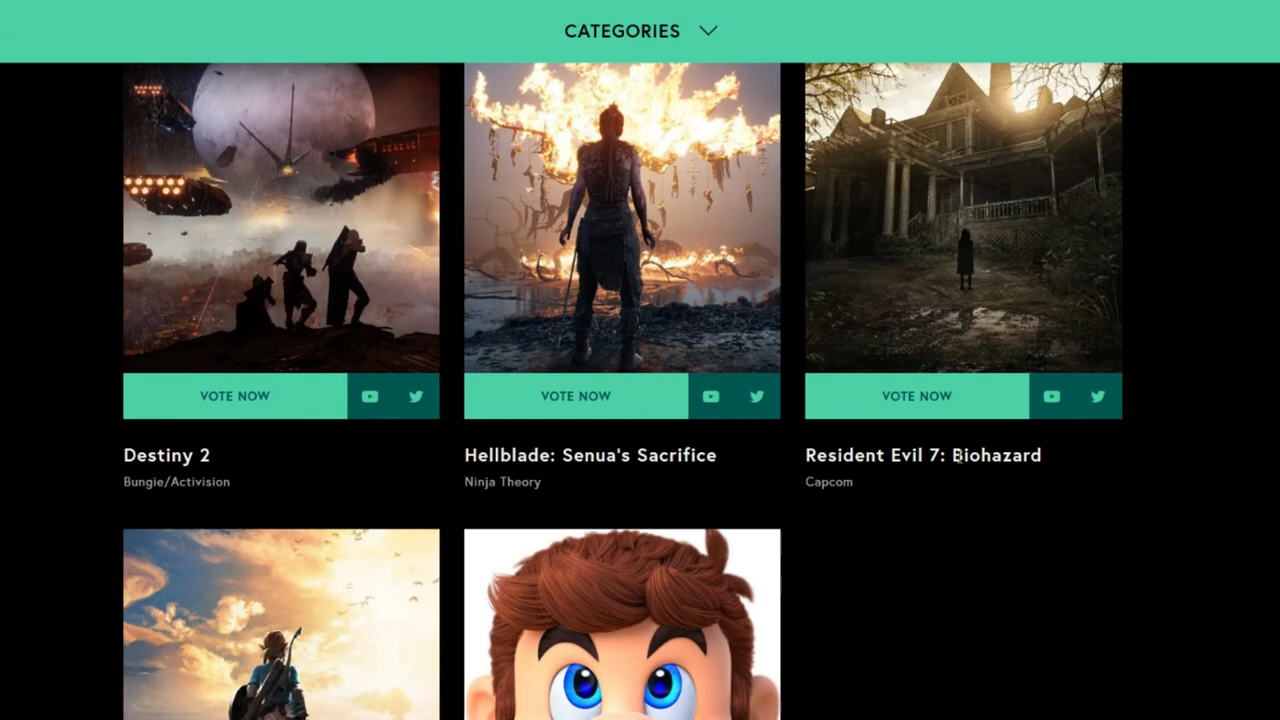 CATEGORIES
VOTE NOW
VOTE NOW
VOTE NOW
Destiny 2
Bungie/Activision
Hellblade: Senua's Sacrifice
Ninja Theory
Resident Evil 7: Biohazard
Capcom